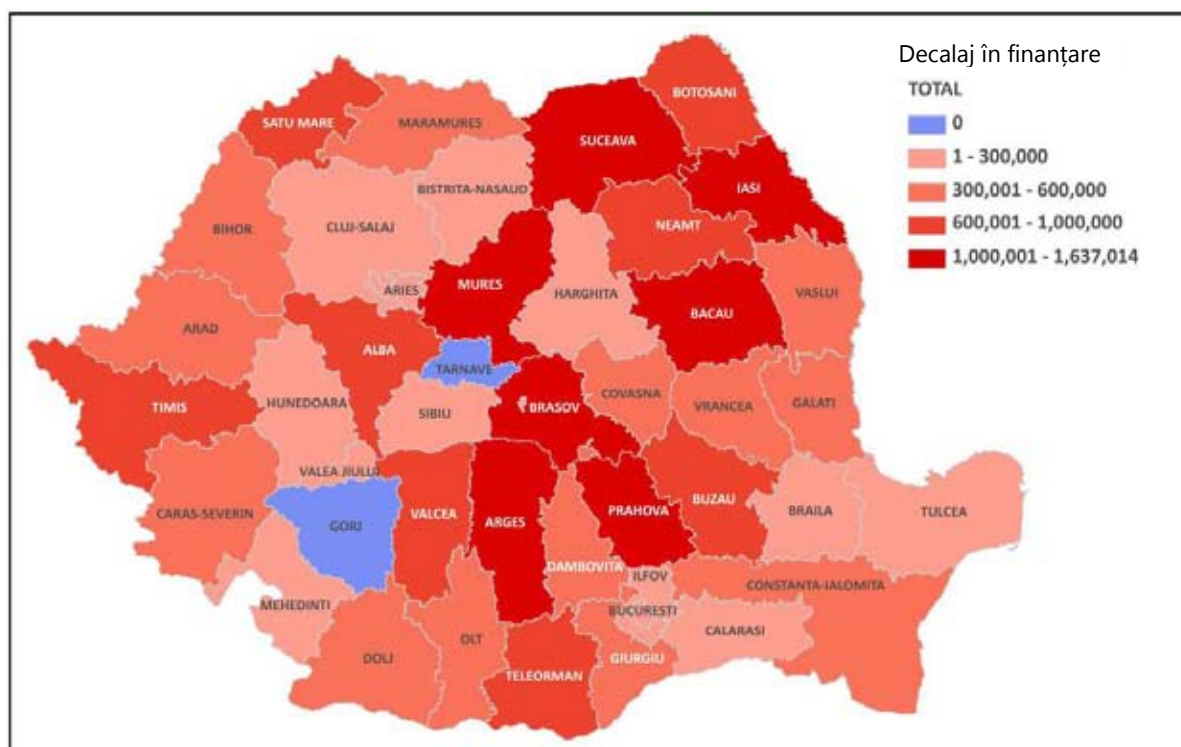 Decalaj în finanțare
TOTAL
0
1 - 300,000
300,001 - 600,000
600,001 - 1,000,000
1,000,001 - 1,637,014
BOTOSANI
SATU MARE
MARAMURES
SUCEAVA
IASI
BISTRITA-NASAUD
CLUJ-SALAJ
BIHOR
NEAMT
ARIES
MURES
HARGHITA
VASLUI
BACAU
ARAD
ALBA
TARNAVE
COVASNA
HUNEDOARA
TIMIS
SIBIU
BRASOV
VRANCEA
GALATI
VALEA JIULUI
BUZAU
CARAS-SEVERIN
GORJ
VALCEA
ARGES
PRAHOVA
BRAILA
TULCEA
DAMBOVITA
ILFOV
CONSTANTA-IALOMITA
MEHEDINTI
BUCURESTI
CALARASI
DOLJ
OLT
GIURGIU
TELEORMAN